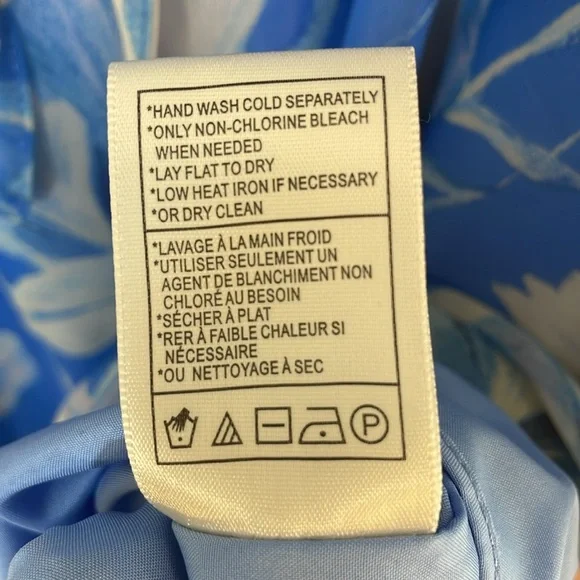 *HAND WASH COLD SEPARATELY
*ONLY NON-CHLORINE BLEACH
WHEN NEEDED
*LAY FLAT TO DRY
*LOW HEAT IRON IF NECESSARY
*OR DRY CLEAN
*LAVAGE À LA MAIN FROID
*UTILISER SEULEMENT UN
AGENT DE BLANCHIMENT NON
CHLORÉ AU BESOIN
*SÉCHER À PLAT
*RER À FAIBLE CHALEUR SI
NÉCESSAIRE
*OU NETTOYAGE À SEC
P